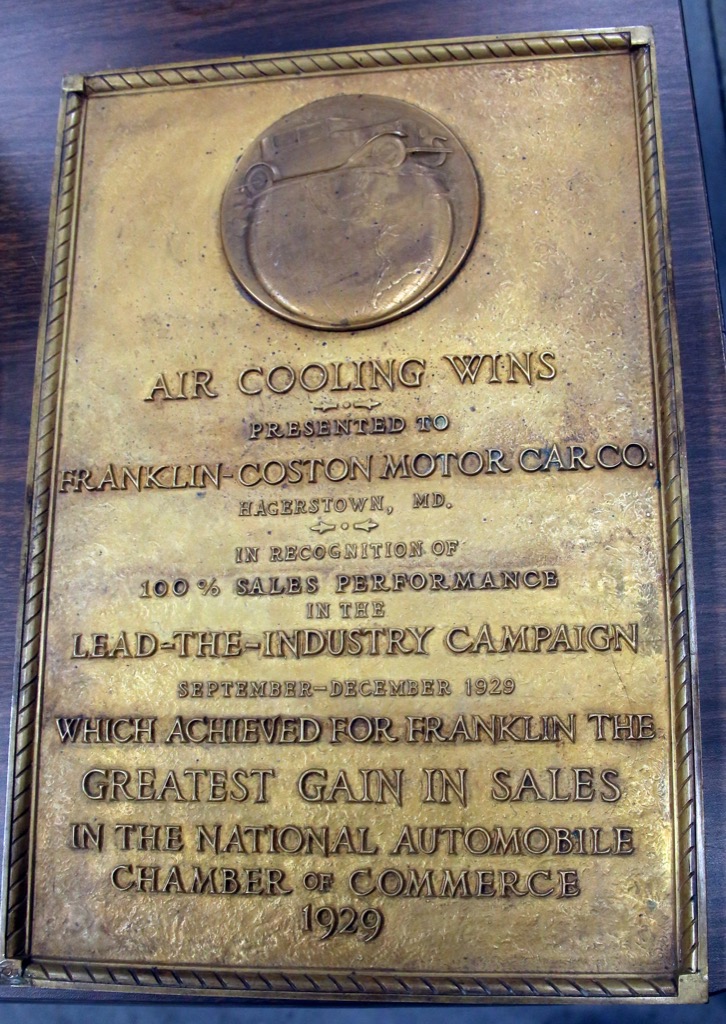 AIR COOLING WINS
PRESENTED TO
FRANKLIN-COSTON MOTOR CAR CO.
HAGERSTOWN, MD.
IN RECOGNITION OF
100% SALES PERFORMANCE
IN THE
LEAD-THE-INDUSTRY CAMPAIGN
SEPTEMBER-DECEMBER 1929
WHICH ACHIEVED FOR FRANKLIN THE
GREATEST GAIN IN SALES
IN THE NATIONAL AUTOMOBILE
CHAMBER OF COMMERCE
1929